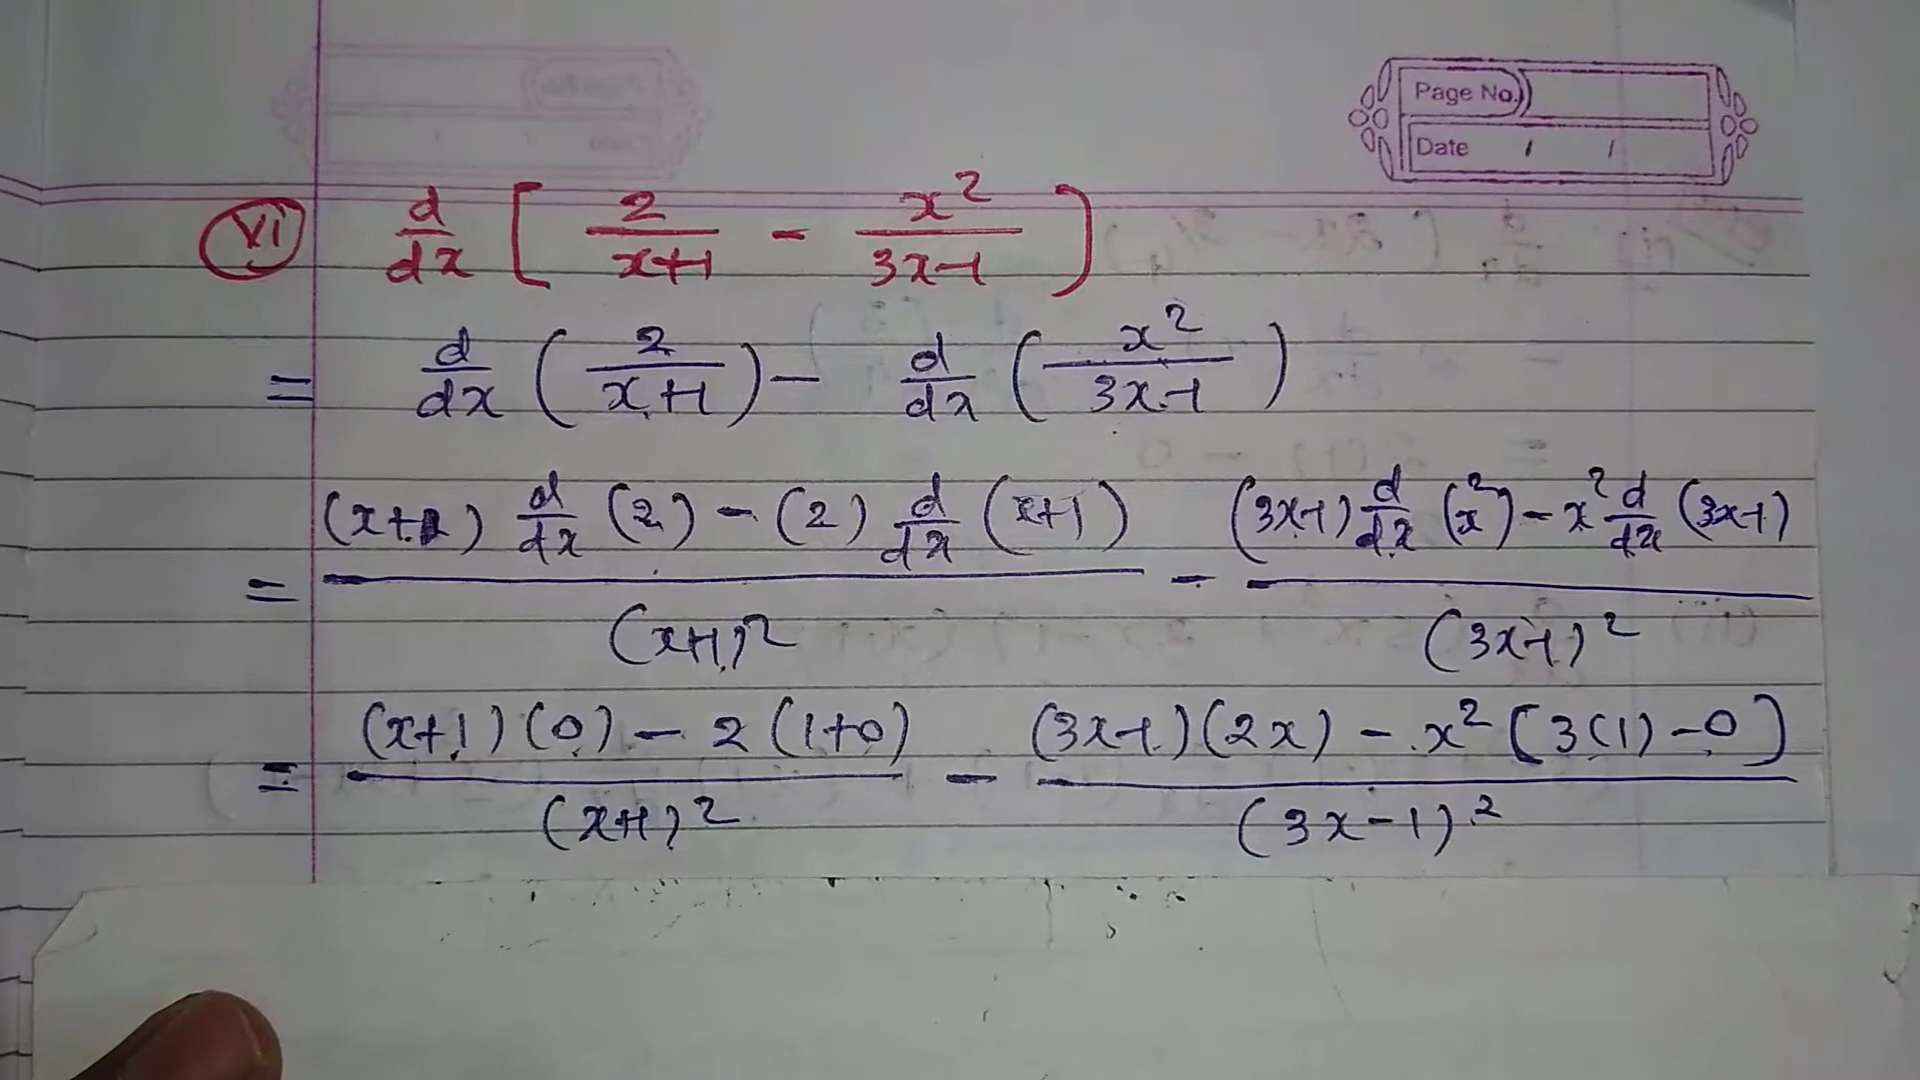 Page No.
Date / /
(vi) d/dx [ 2/(x+1) - x²/(3x-1) ]
= d/dx ( 2/(x+1) ) - d/dx ( x²/(3x-1) )
= ((x+1) d/dx (2) - (2) d/dx (x+1))/(x+1)² - ((3x-1) d/dx (x²) - x² d/dx (3x-1))/(3x-1)²
= ((x+1)(0) - 2(1+0))/(x+1)² - ((3x-1)(2x) - x² [3(1)-0])/(3x-1)²